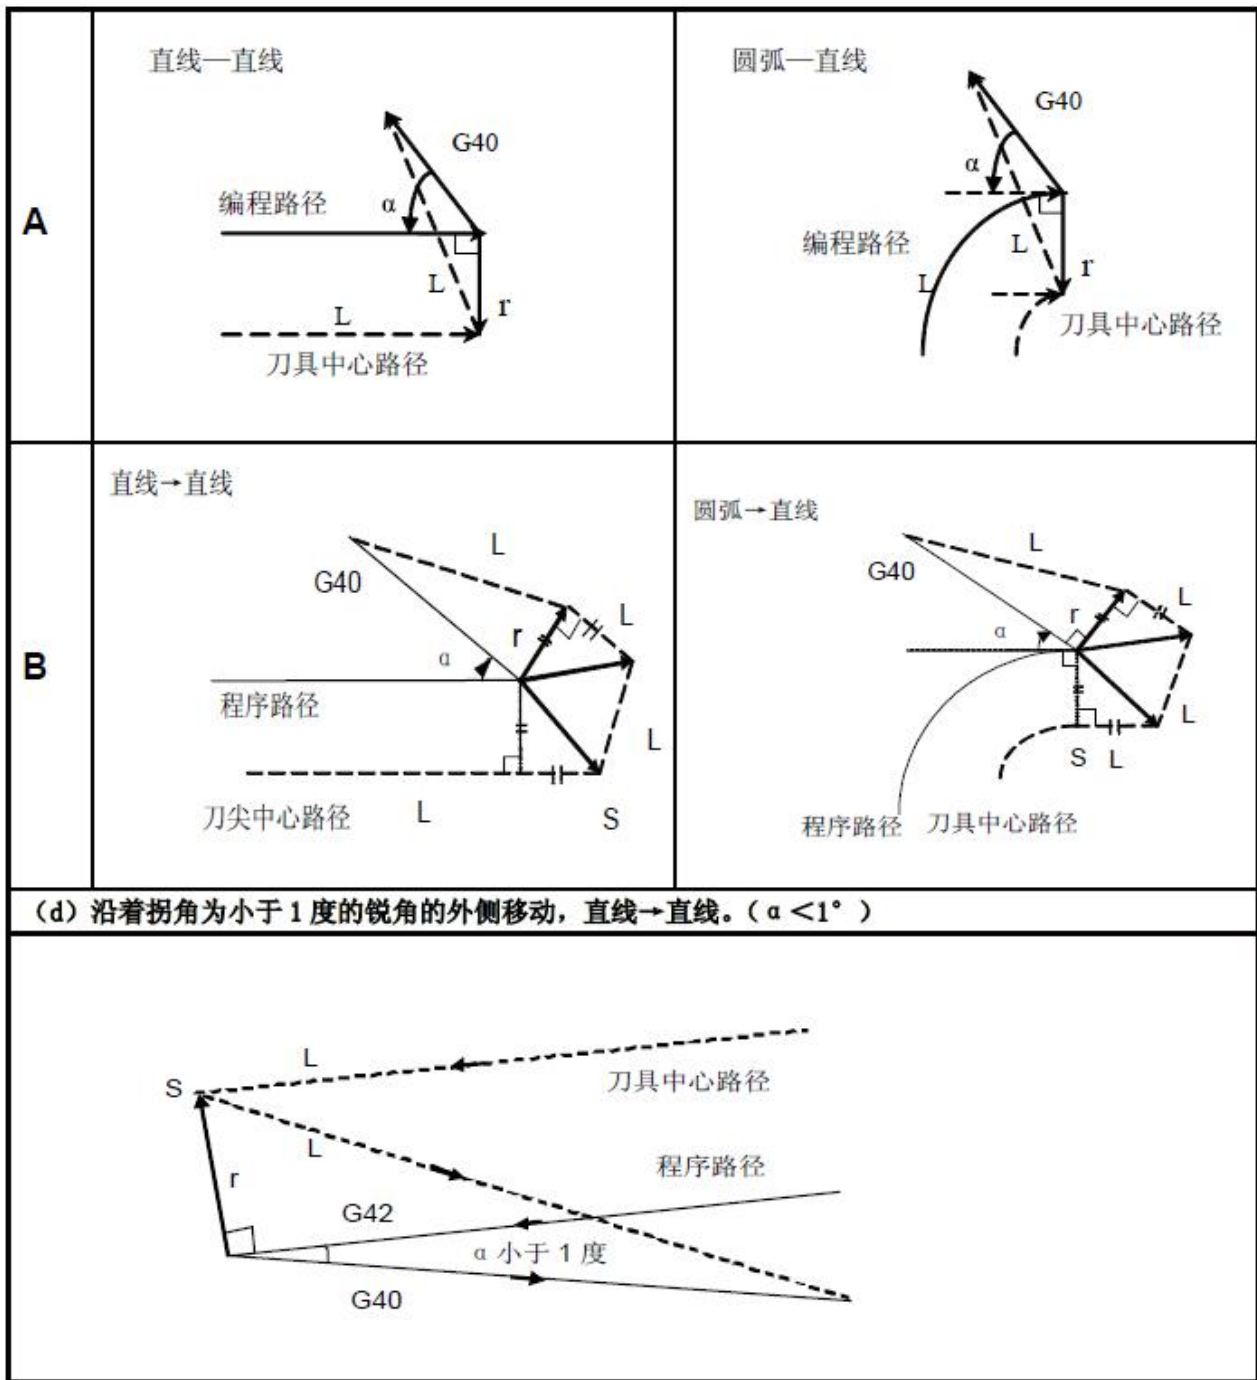 A
直线—直线
G40
编程路径
α
L
r
L
刀具中心路径
圆弧—直线
G40
α
编程路径
L
r
L
刀具中心路径
B
直线→直线
L
G40
L
r
α
程序路径
L
刀尖中心路径
L
S
圆弧→直线
L
G40
L
r
α
L
S
L
程序路径
刀具中心路径
（d）沿着拐角为小于1度的锐角的外侧移动，直线→直线。（α＜1°）
L
S
刀具中心路径
L
程序路径
r
G42
α小于1度
G40